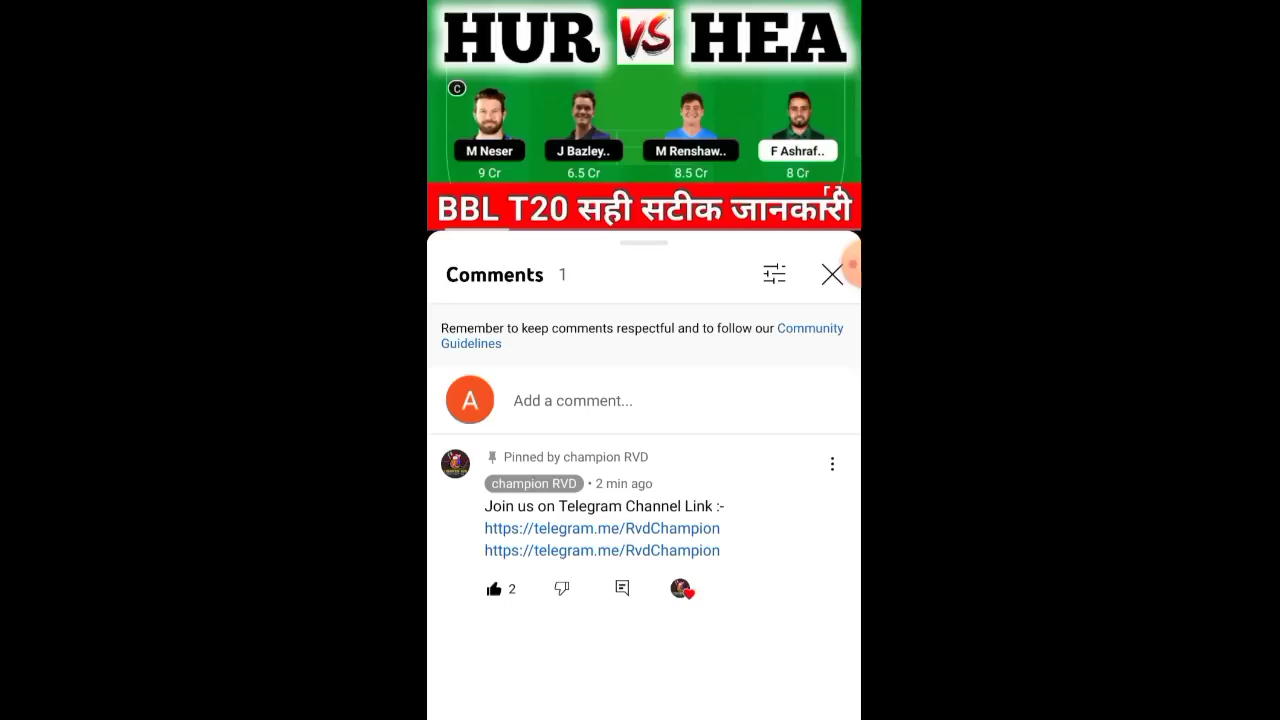 HUR VS HEA
C
M Neser J Bazley.. M Renshaw.. F Ashraf..
9 Cr 6.5 Cr 8.5 Cr 8 Cr
BBL T20 सही सटीक जानकारी
Comments 1
Remember to keep comments respectful and to follow our Community
Guidelines
A Add a comment...
Pinned by champion RVD
champion RVD • 2 min ago
Join us on Telegram Channel Link :-
https://telegram.me/RvdChampion
https://telegram.me/RvdChampion
2